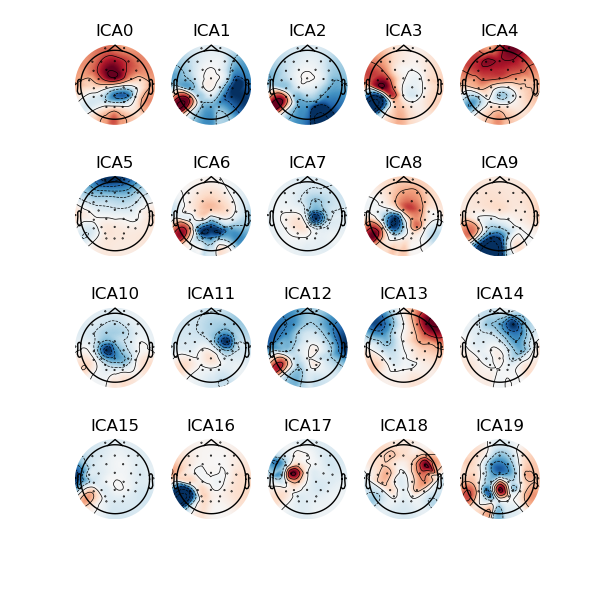 ICA0 ICA1 ICA2 ICA3 ICA4
ICA5 ICA6 ICA7 ICA8 ICA9
ICA10 ICA11 ICA12 ICA13 ICA14
ICA15 ICA16 ICA17 ICA18 ICA19